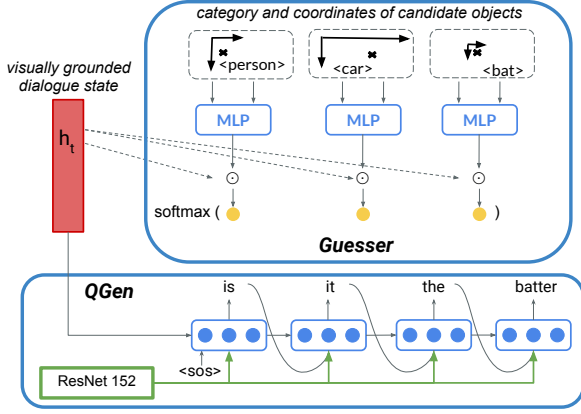 category and coordinates of candidate objects
visually grounded
dialogue state
<person>
<car>
<bat>
MLP
MLP
MLP
h_t
softmax (
)
Guesser
QGen
is
it
the
batter
<sos>
ResNet 152